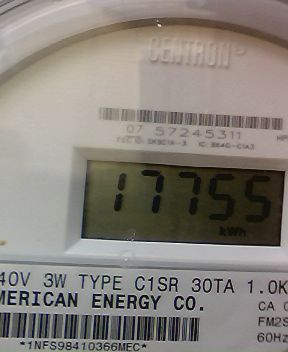 CENTRON
07 57245311
17755
kWh
40V 3W TYPE C1SR 30TA 1.0K
MERICAN ENERGY CO.
CA 0
FM2S
60Hz
*1NFS98410366MEC*